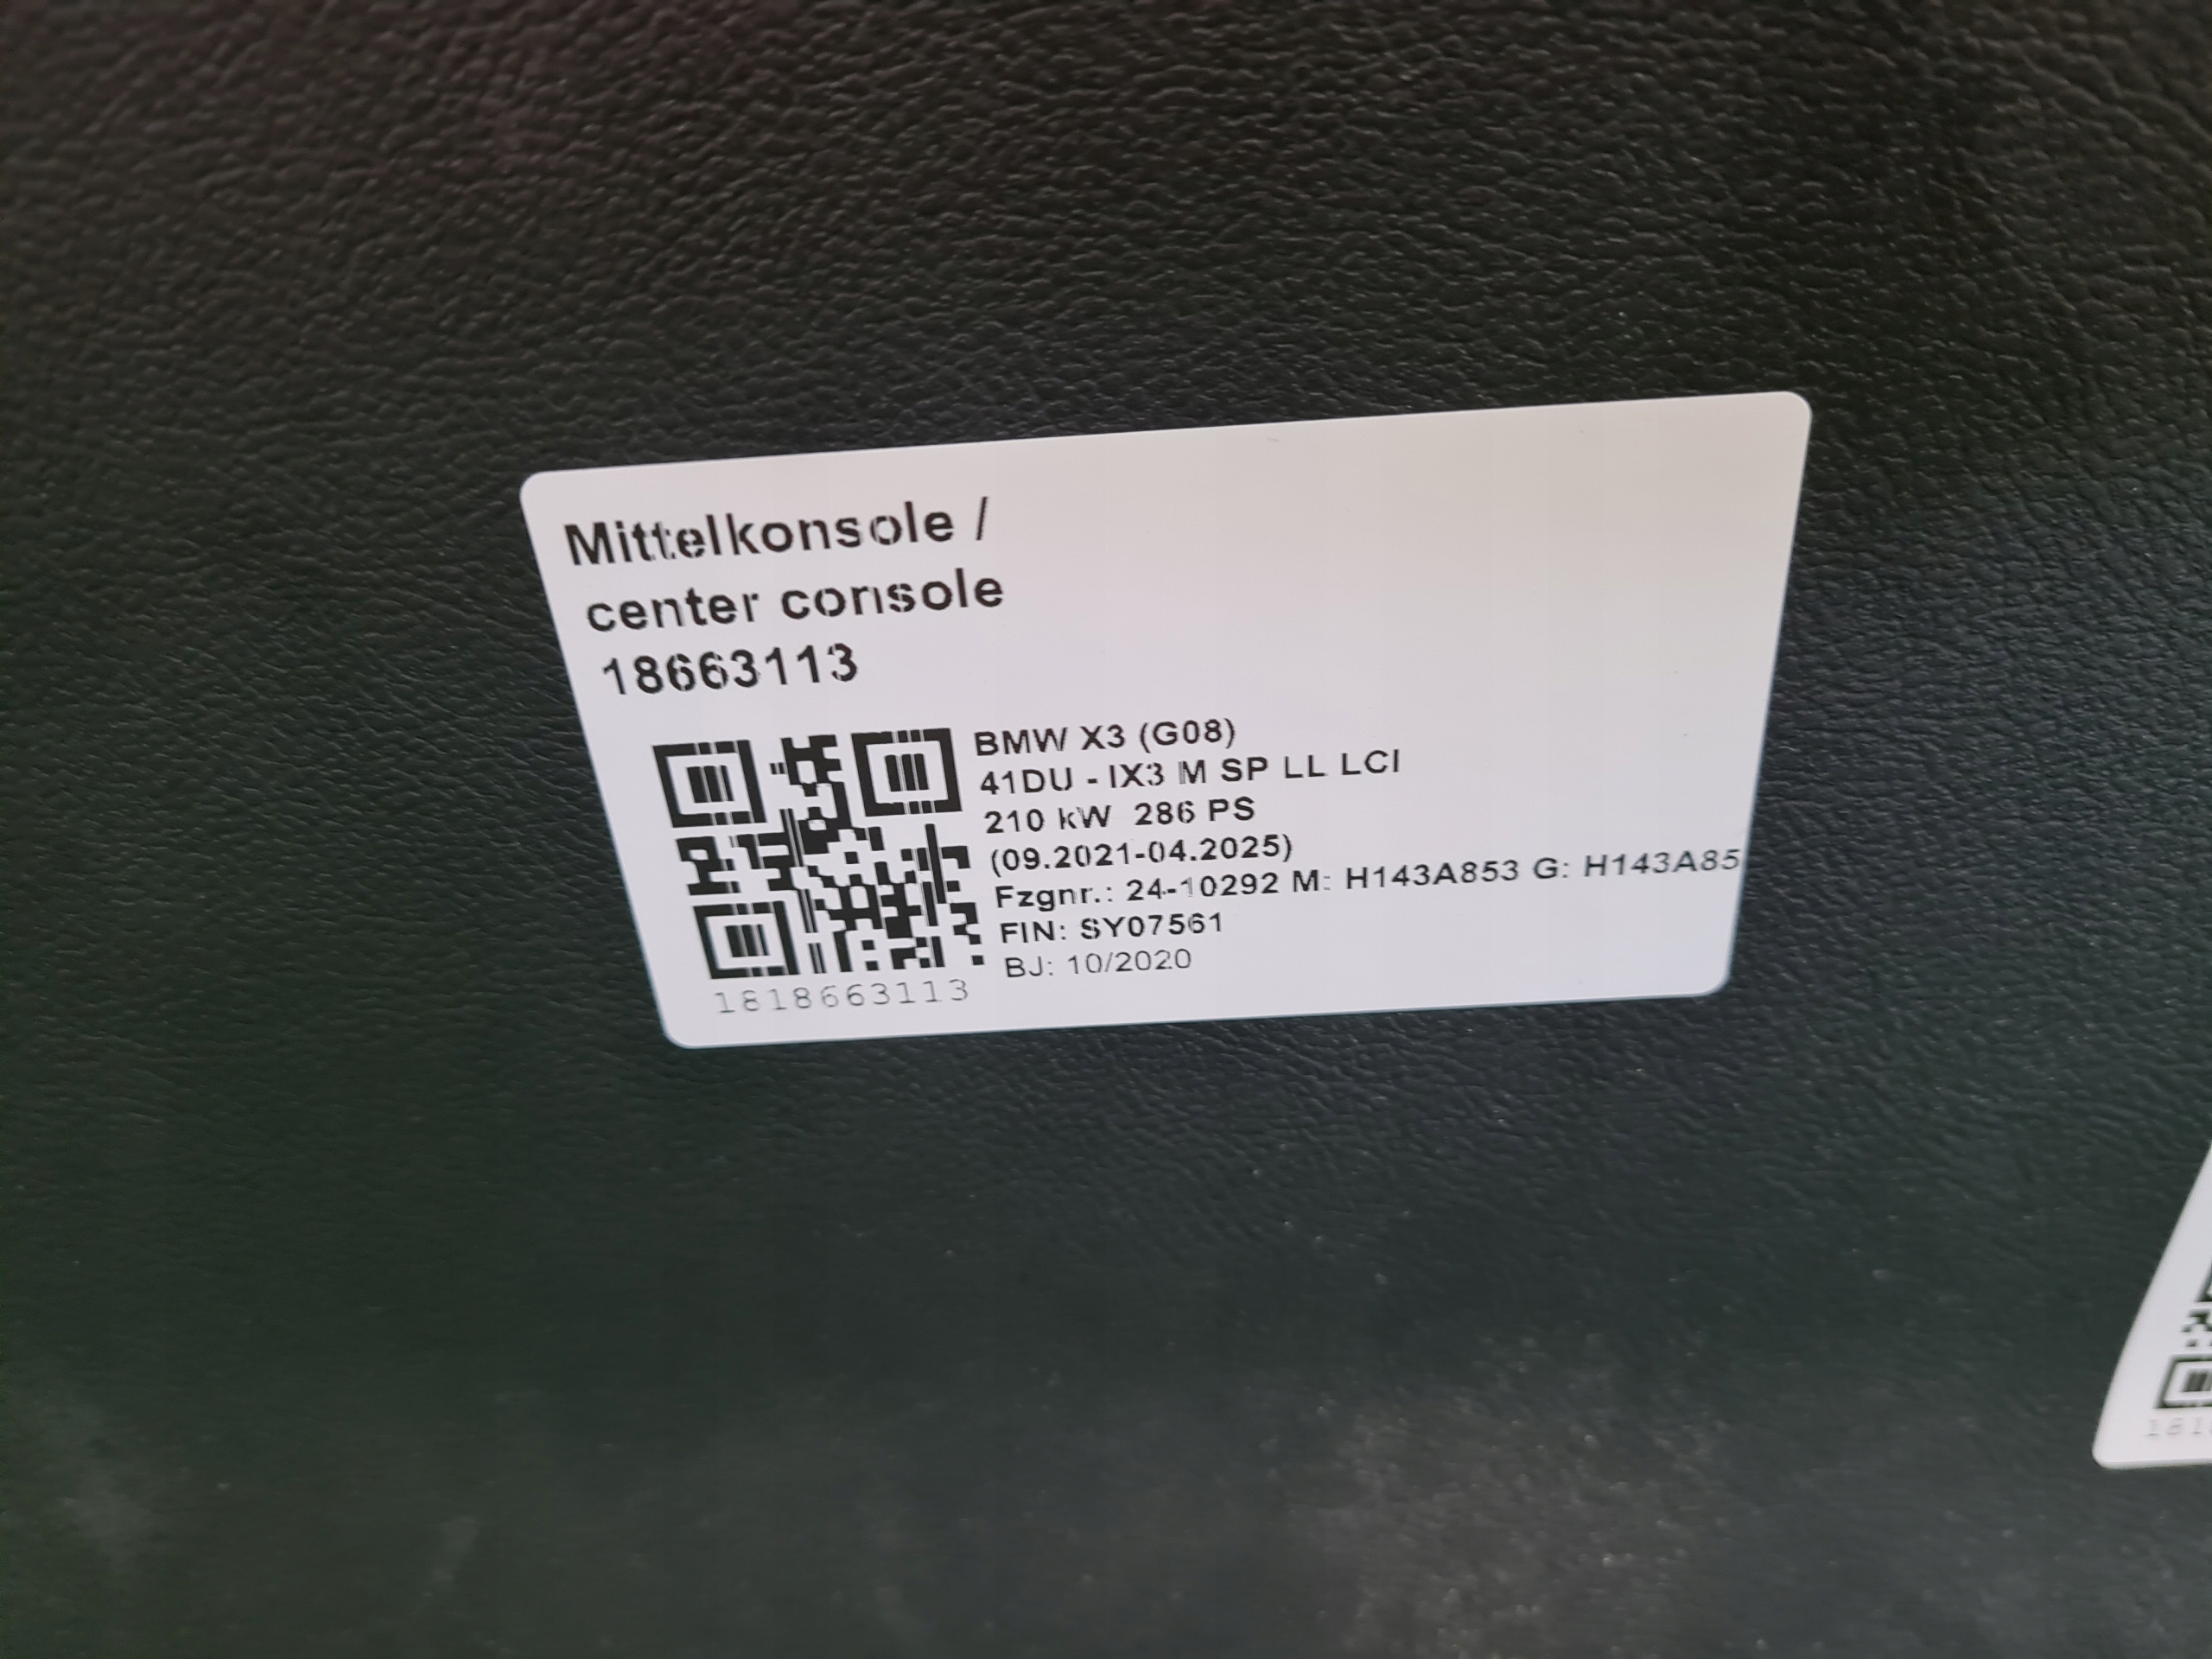 Mittelkonsole /
center console
18663113
BMW X3 (G08)
41DU - IX3 M SP LL LCI
210 kW 286 PS
(09.2021-04.2025)
Fzgnr.: 24-10292 M: H143A853 G: H143A85
FIN: SY07561
BJ: 10/2020
1818663113
181